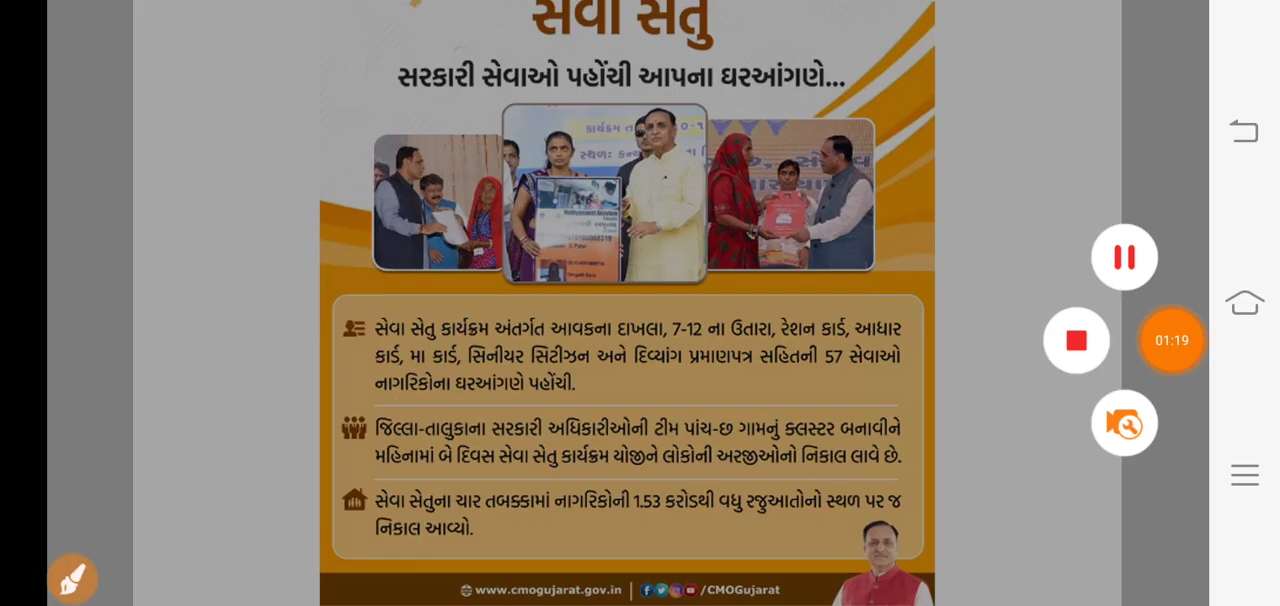 સેવા સેતુ
સરકારી સેવાઓ પહોંચી આપના ઘરઆંગણે...
કાર્યક્રમ
સ્થળ:
સેવા સેતુ કાર્યક્રમ અંતર્ગત આવકના દાખલા, 7-12 ના ઉતારા, રેશન કાર્ડ, આધાર
કાર્ડ, મા કાર્ડ, સિનીયર સિટીઝન અને દિવ્યાંગ પ્રમાણપત્ર સહિતની 57 સેવાઓ
નાગરિકોના ઘરઆંગણે પહોંચી.
જિલ્લા-તાલુકાના સરકારી અધિકારીઓની ટીમ પાંચ-છ ગામનું ક્લસ્ટર બનાવીને
મહિનામાં બે દિવસ સેવા સેતુ કાર્યક્રમ યોજીને લોકોની અરજીઓનો નિકાલ લાવે છે.
સેવા સેતુના ચાર તબક્કામાં નાગરિકોની 1.53 કરોડથી વધુ રજુઆતોનો સ્થળ પર જ
નિકાલ આવ્યો.
www.cmogujarat.gov.in | /CMOGujarat
01:19